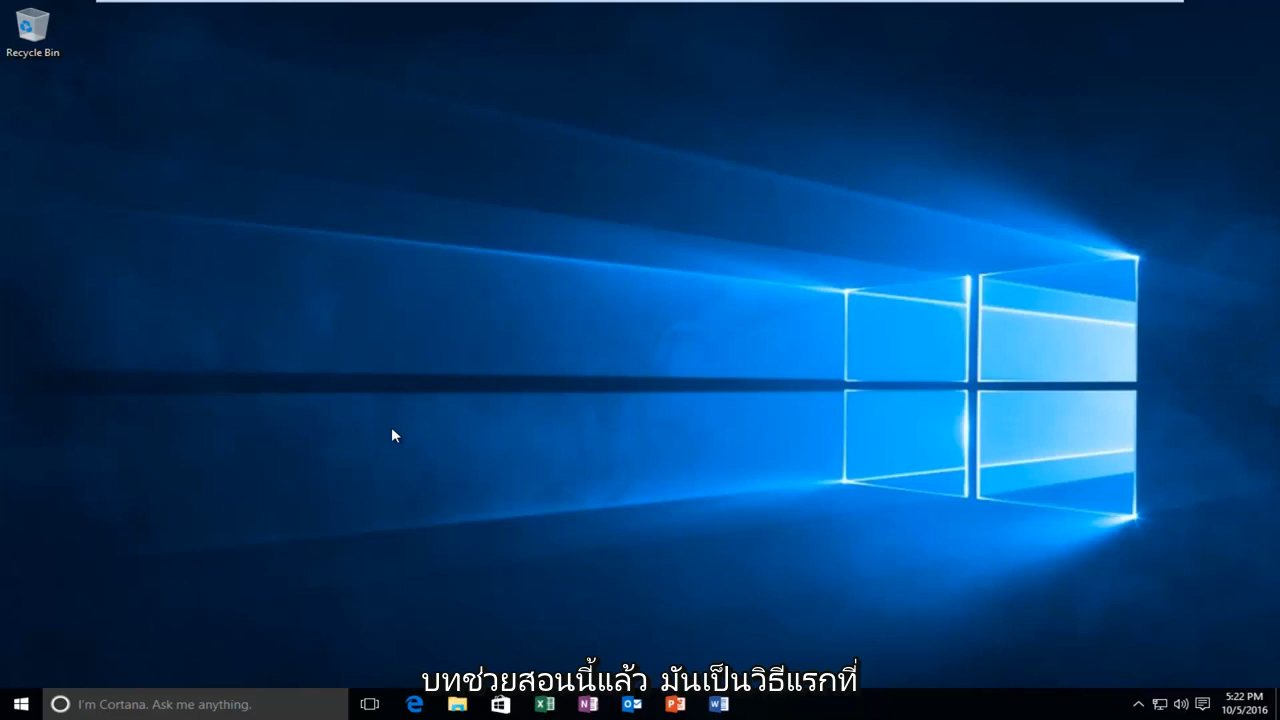 Recycle Bin
บทช่วยสอนนี้แล้ว มันเป็นวิธีแรกที่
I'm Cortana. Ask me anything.
5:22 PM
10/5/2016